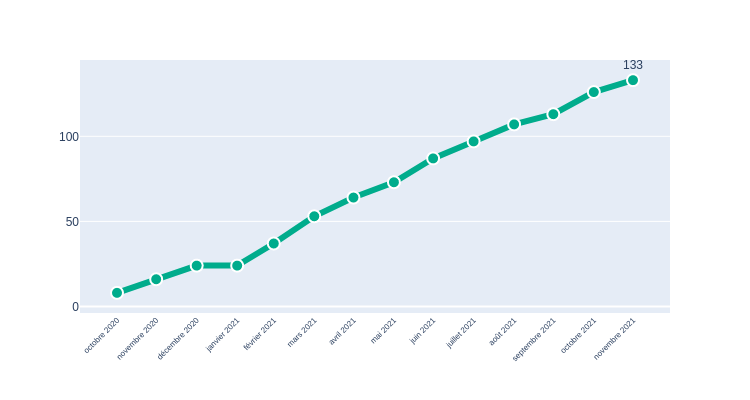 133
100
50
0
octobre 2020
novembre 2020
décembre 2020
janvier 2021
février 2021
mars 2021
avril 2021
mai 2021
juin 2021
juillet 2021
août 2021
septembre 2021
octobre 2021
novembre 2021